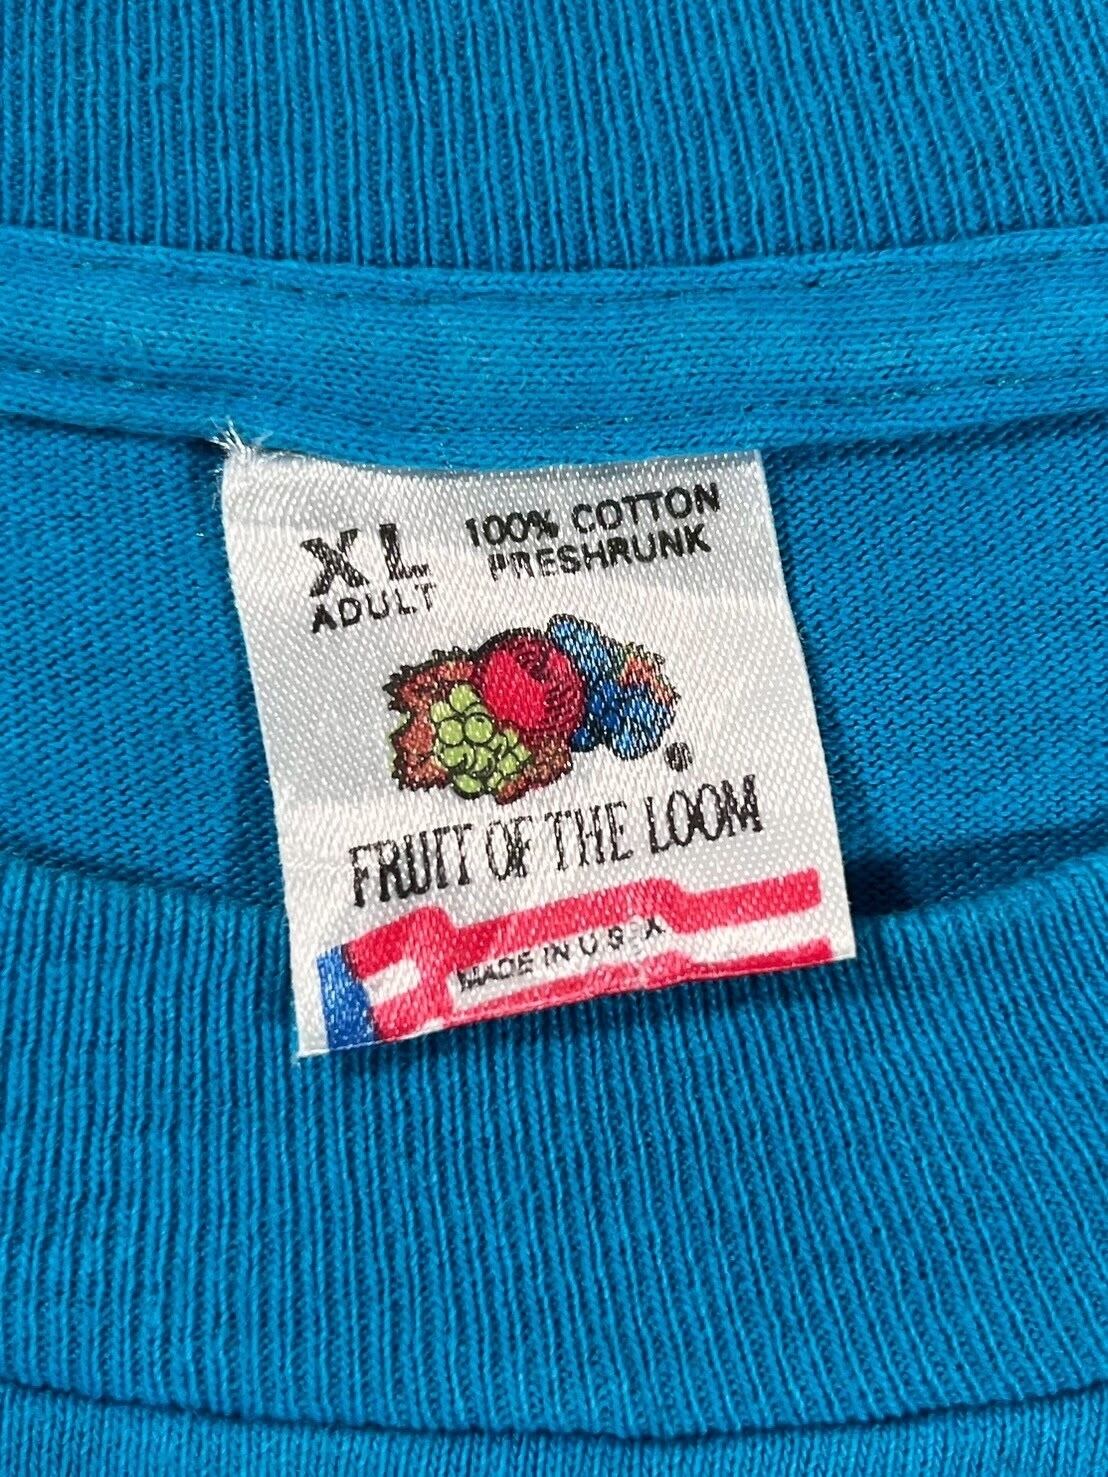 XL
ADULT
100% COTTON
PRESHRUNK
®
FRUIT OF THE LOOM
MADE IN U.S.A